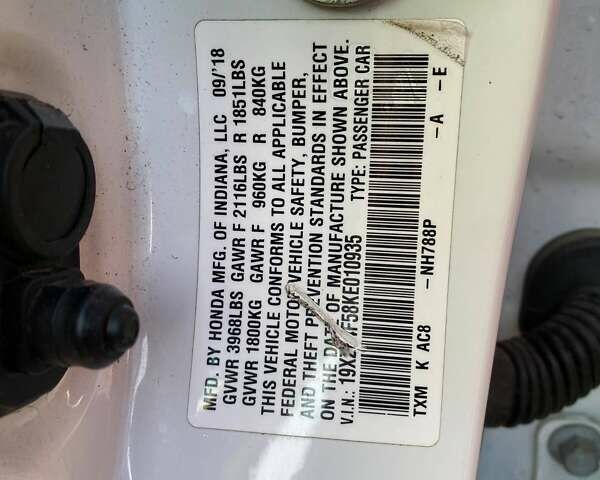 MFD. BY HONDA MFG. OF INDIANA, LLC 09/'18
GVWR 3968LBS GAWR F 2116LBS R 1851LBS
GVWR 1800KG GAWR F 960KG R 840KG
THIS VEHICLE CONFORMS TO ALL APPLICABLE
FEDERAL MOTOR VEHICLE SAFETY, BUMPER,
AND THEFT PREVENTION STANDARDS IN EFFECT
ON THE DATE OF MANUFACTURE SHOWN ABOVE.
V.I.N.: TYPE: PASSENGER CAR
TXM K AC8 -NH788P -A -E